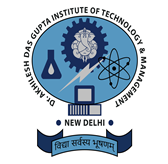 DR. AKHILESH DAS GUPTA INSTITUTE OF TECHNOLOGY & MANAGEMENT
• NEW DELHI •
विद्या सर्वस्य भूषणम्